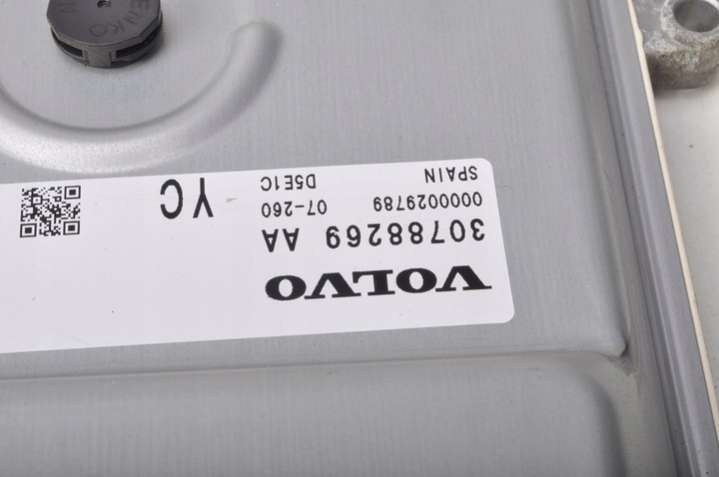 VOLVO
30788269 AA
0000029789 07-260
SPAIN D5E1C
YC